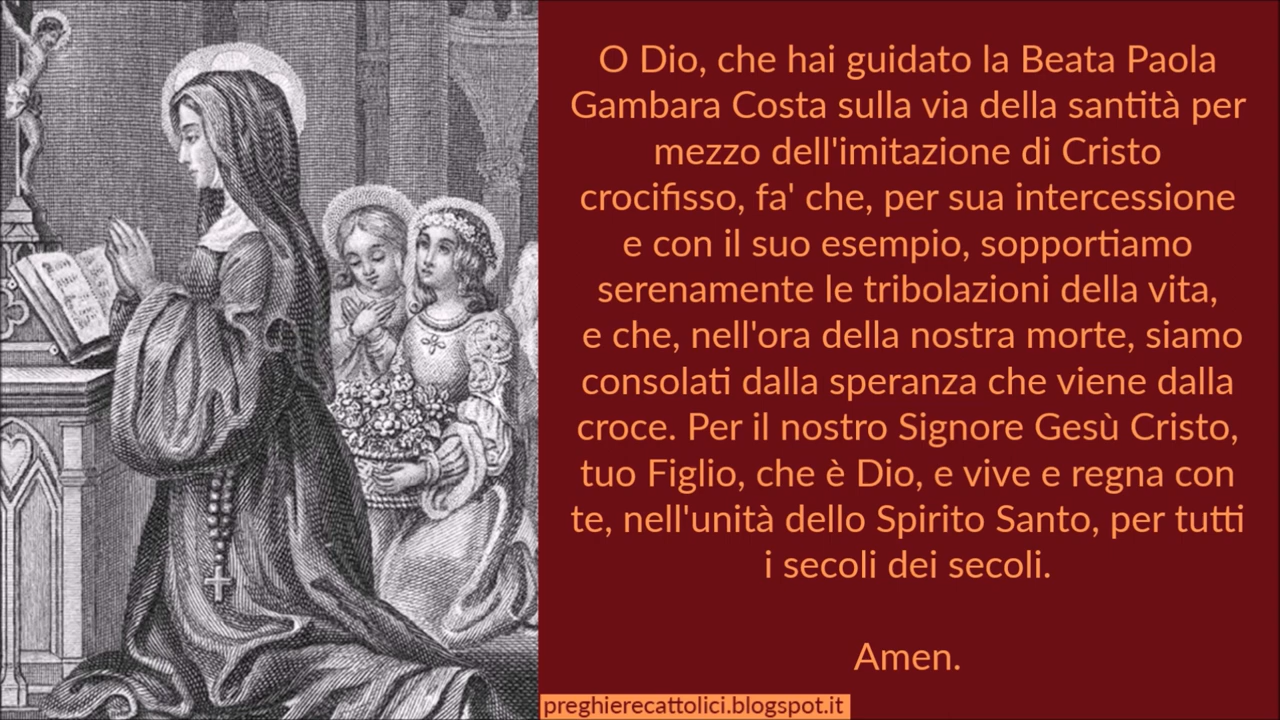 O Dio, che hai guidato la Beata Paola
Gambara Costa sulla via della santità per
mezzo dell'imitazione di Cristo
crocifisso, fa' che, per sua intercessione
e con il suo esempio, sopportiamo
serenamente le tribolazioni della vita,
e che, nell'ora della nostra morte, siamo
consolati dalla speranza che viene dalla
croce. Per il nostro Signore Gesù Cristo,
tuo Figlio, che è Dio, e vive e regna con
te, nell'unità dello Spirito Santo, per tutti
i secoli dei secoli.
Amen.
preghierecattolici.blogspot.it